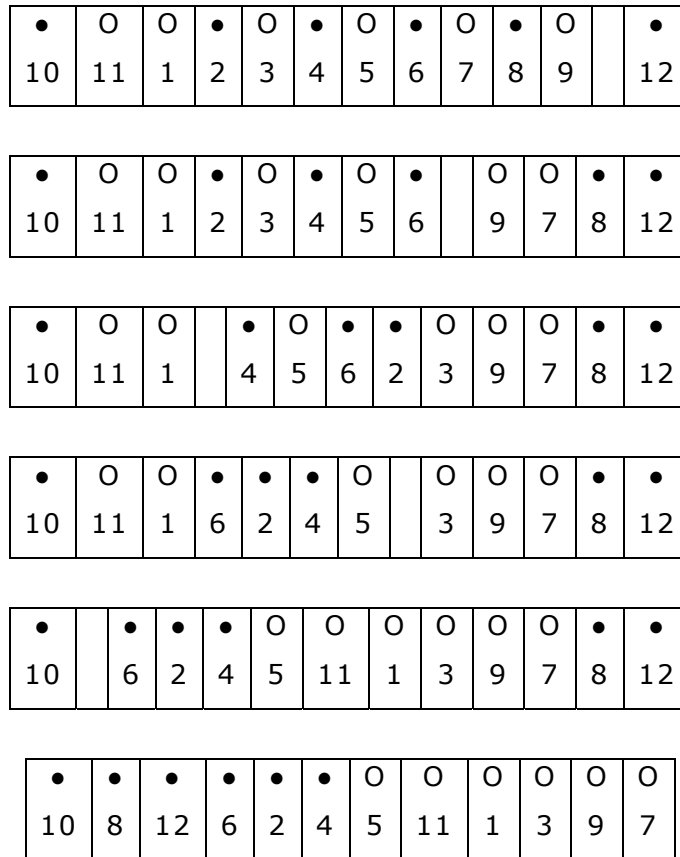 ● O O ● O ● O ● O ● O ●
10 11 1 2 3 4 5 6 7 8 9 12
● O O ● O ● O ● O O ● ●
10 11 1 2 3 4 5 6 9 7 8 12
● O O ● O ● ● O O O ● ●
10 11 1 4 5 6 2 3 9 7 8 12
● O O ● ● ● O O O O ● ●
10 11 1 6 2 4 5 3 9 7 8 12
● ● ● ● O O O O O O ● ●
10 6 2 4 5 11 1 3 9 7 8 12
● ● ● ● ● ● O O O O O O
10 8 12 6 2 4 5 11 1 3 9 7